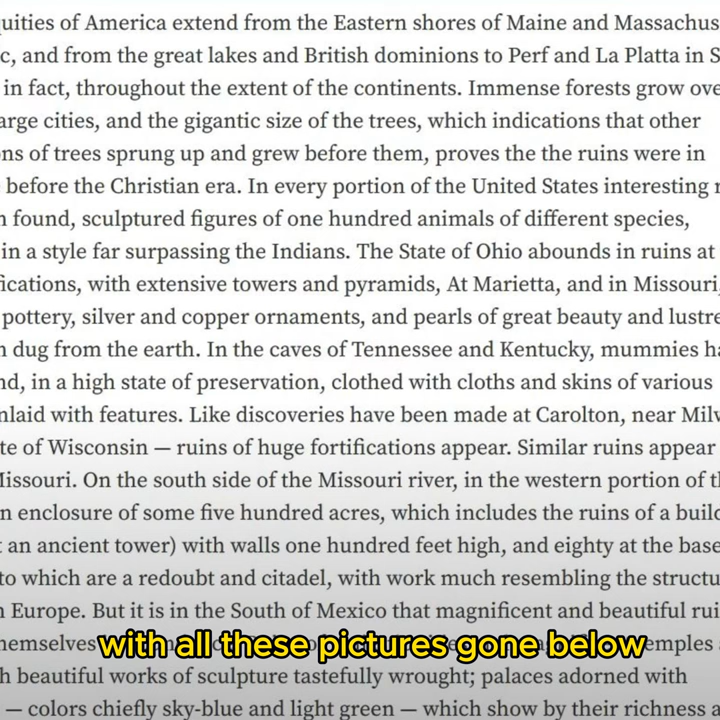 uities of America extend from the Eastern shores of Maine and Massachus
c, and from the great lakes and British dominions to Perf and La Platta in S
in fact, throughout the extent of the continents. Immense forests grow ove
arge cities, and the gigantic size of the trees, which indications that other
ns of trees sprung up and grew before them, proves the the ruins were in
before the Christian era. In every portion of the United States interesting r
n found, sculptured figures of one hundred animals of different species,
in a style far surpassing the Indians. The State of Ohio abounds in ruins at
fications, with extensive towers and pyramids, At Marietta, and in Missouri,
pottery, silver and copper ornaments, and pearls of great beauty and lustre
n dug from the earth. In the caves of Tennessee and Kentucky, mummies ha
nd, in a high state of preservation, clothed with cloths and skins of various
nlaid with features. Like discoveries have been made at Carolton, near Milw
te of Wisconsin — ruins of huge fortifications appear. Similar ruins appear
Missouri. On the south side of the Missouri river, in the western portion of th
n enclosure of some five hundred acres, which includes the ruins of a build
t an ancient tower) with walls one hundred feet high, and eighty at the base
to which are a redoubt and citadel, with work much resembling the structu
n Europe. But it is in the South of Mexico that magnificent and beautiful rui
hemselves emples
with all these pictures gone below
h beautiful works of sculpture tastefully wrought; palaces adorned with
— colors chiefly sky-blue and light green — which show by their richness a